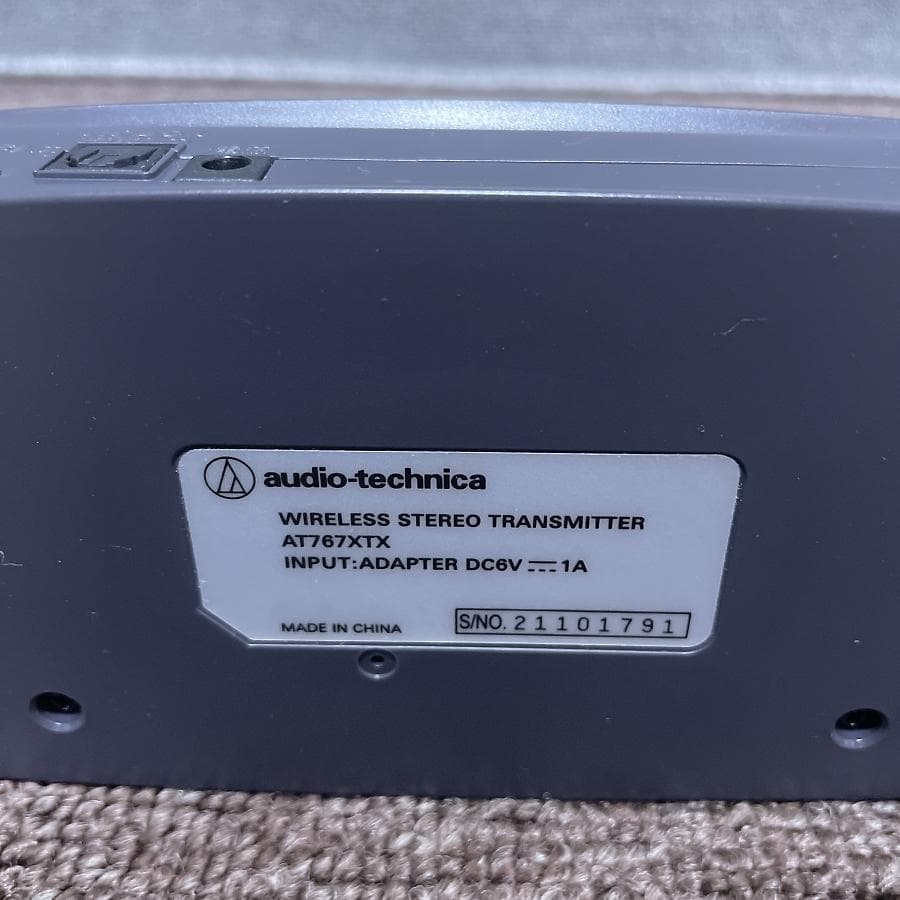 audio-technica
WIRELESS STEREO TRANSMITTER
AT767XTX
INPUT:ADAPTER DC6V ⎓ 1A
MADE IN CHINA
S/NO. 21101791